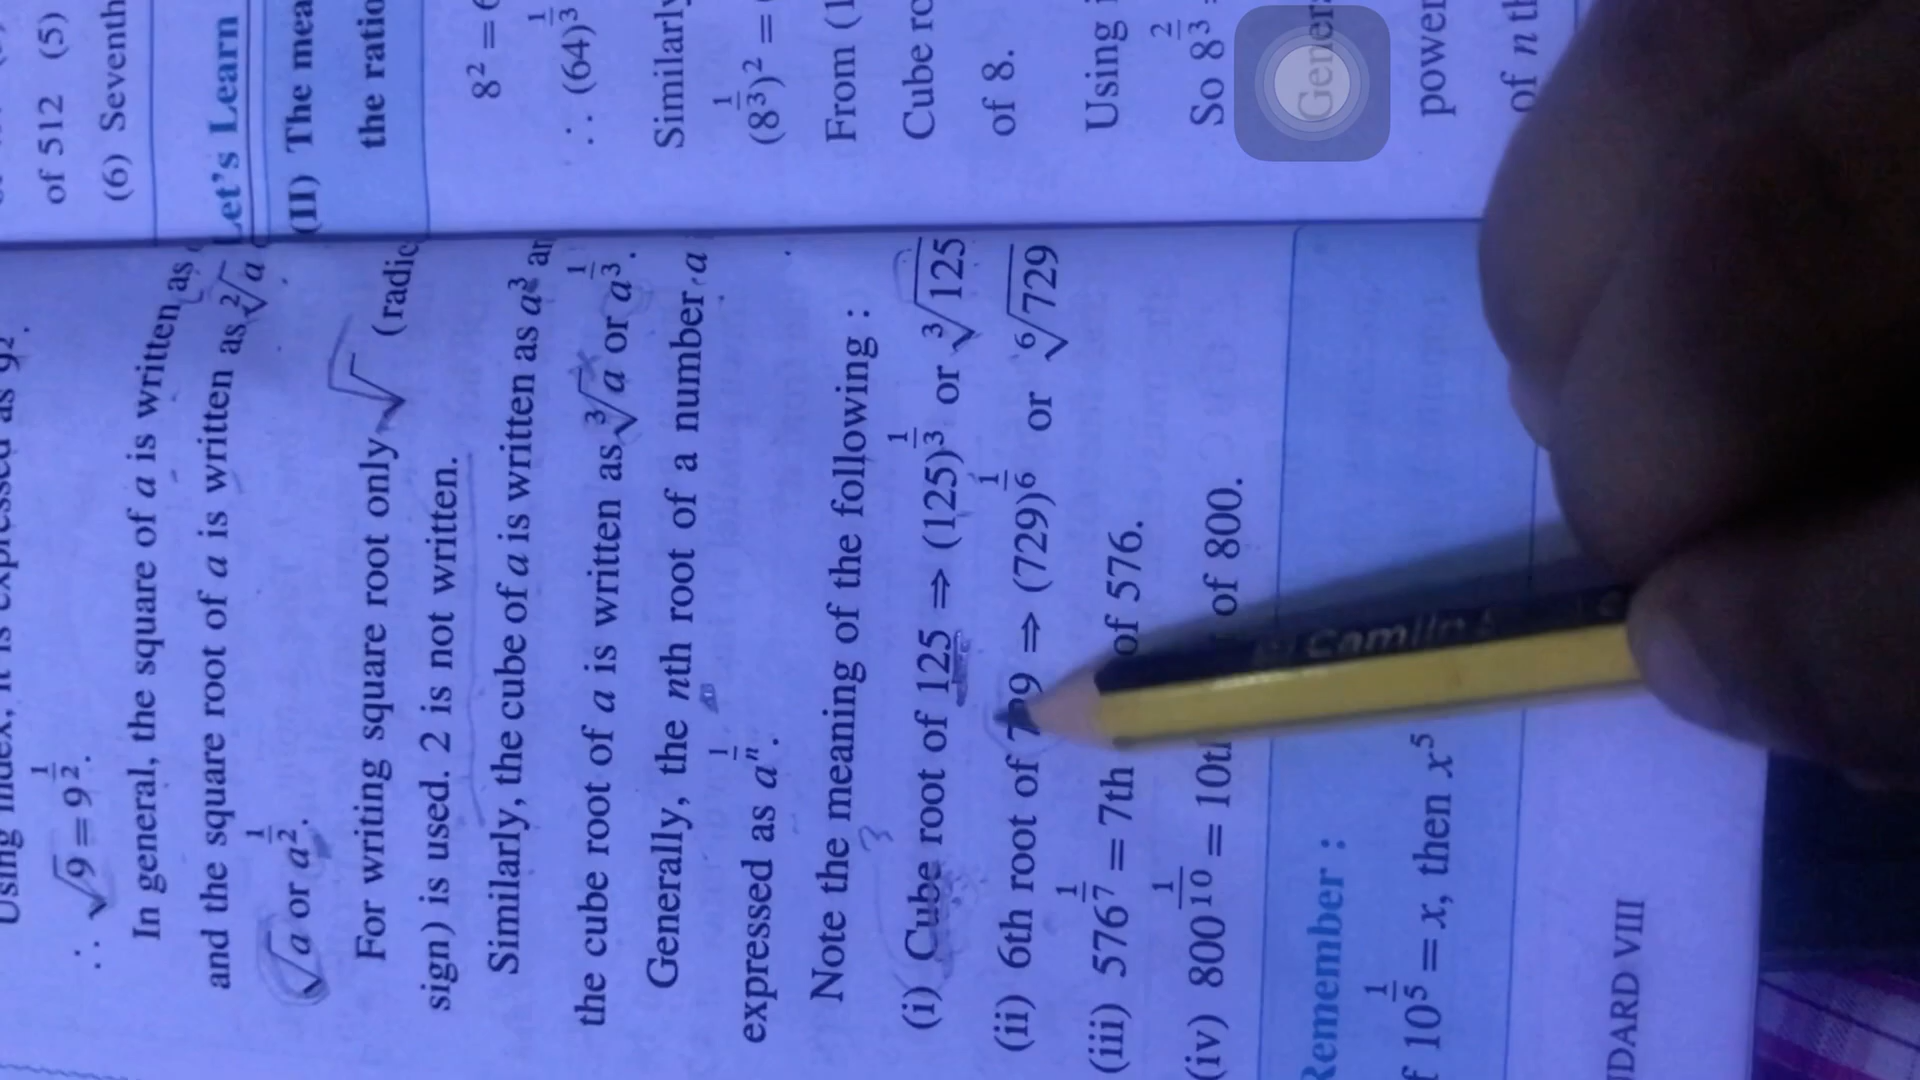 ∴ √9 = 9^(1/2).
In general, the square of a is written as
and the square root of a is written as ²√a
√a or a^(1/2).
For writing square root only √ (radic
sign) is used. 2 is not written.
Similarly, the cube of a is written as a³ an
the cube root of a is written as ³√a or a^(1/3).
Generally, the nth root of a number a
expressed as a^(1/n).
Note the meaning of the following :
3
(i) Cube root of 125 ⇒ (125)^(1/3) or ³√125
(ii) 6th root of 729 ⇒ (729)^(1/6) or ⁶√729
(iii) 576^(1/7) = 7th of 576.
(iv) 800^(1/10) = 10th of 800.
Remember :
f 10^(1/5) = x, then x⁵
NDARD VIII
of 512 (5)
(6) Seventh
Let's Learn
(II) The mea
the ratio
8² = 6
∴ (64)^(1/3)
Similarly
(8^(1/3))² =
From (1
Cube ro
of 8.
Using i
So 8^(2/3) =
Gener
power
of n th
Camlin